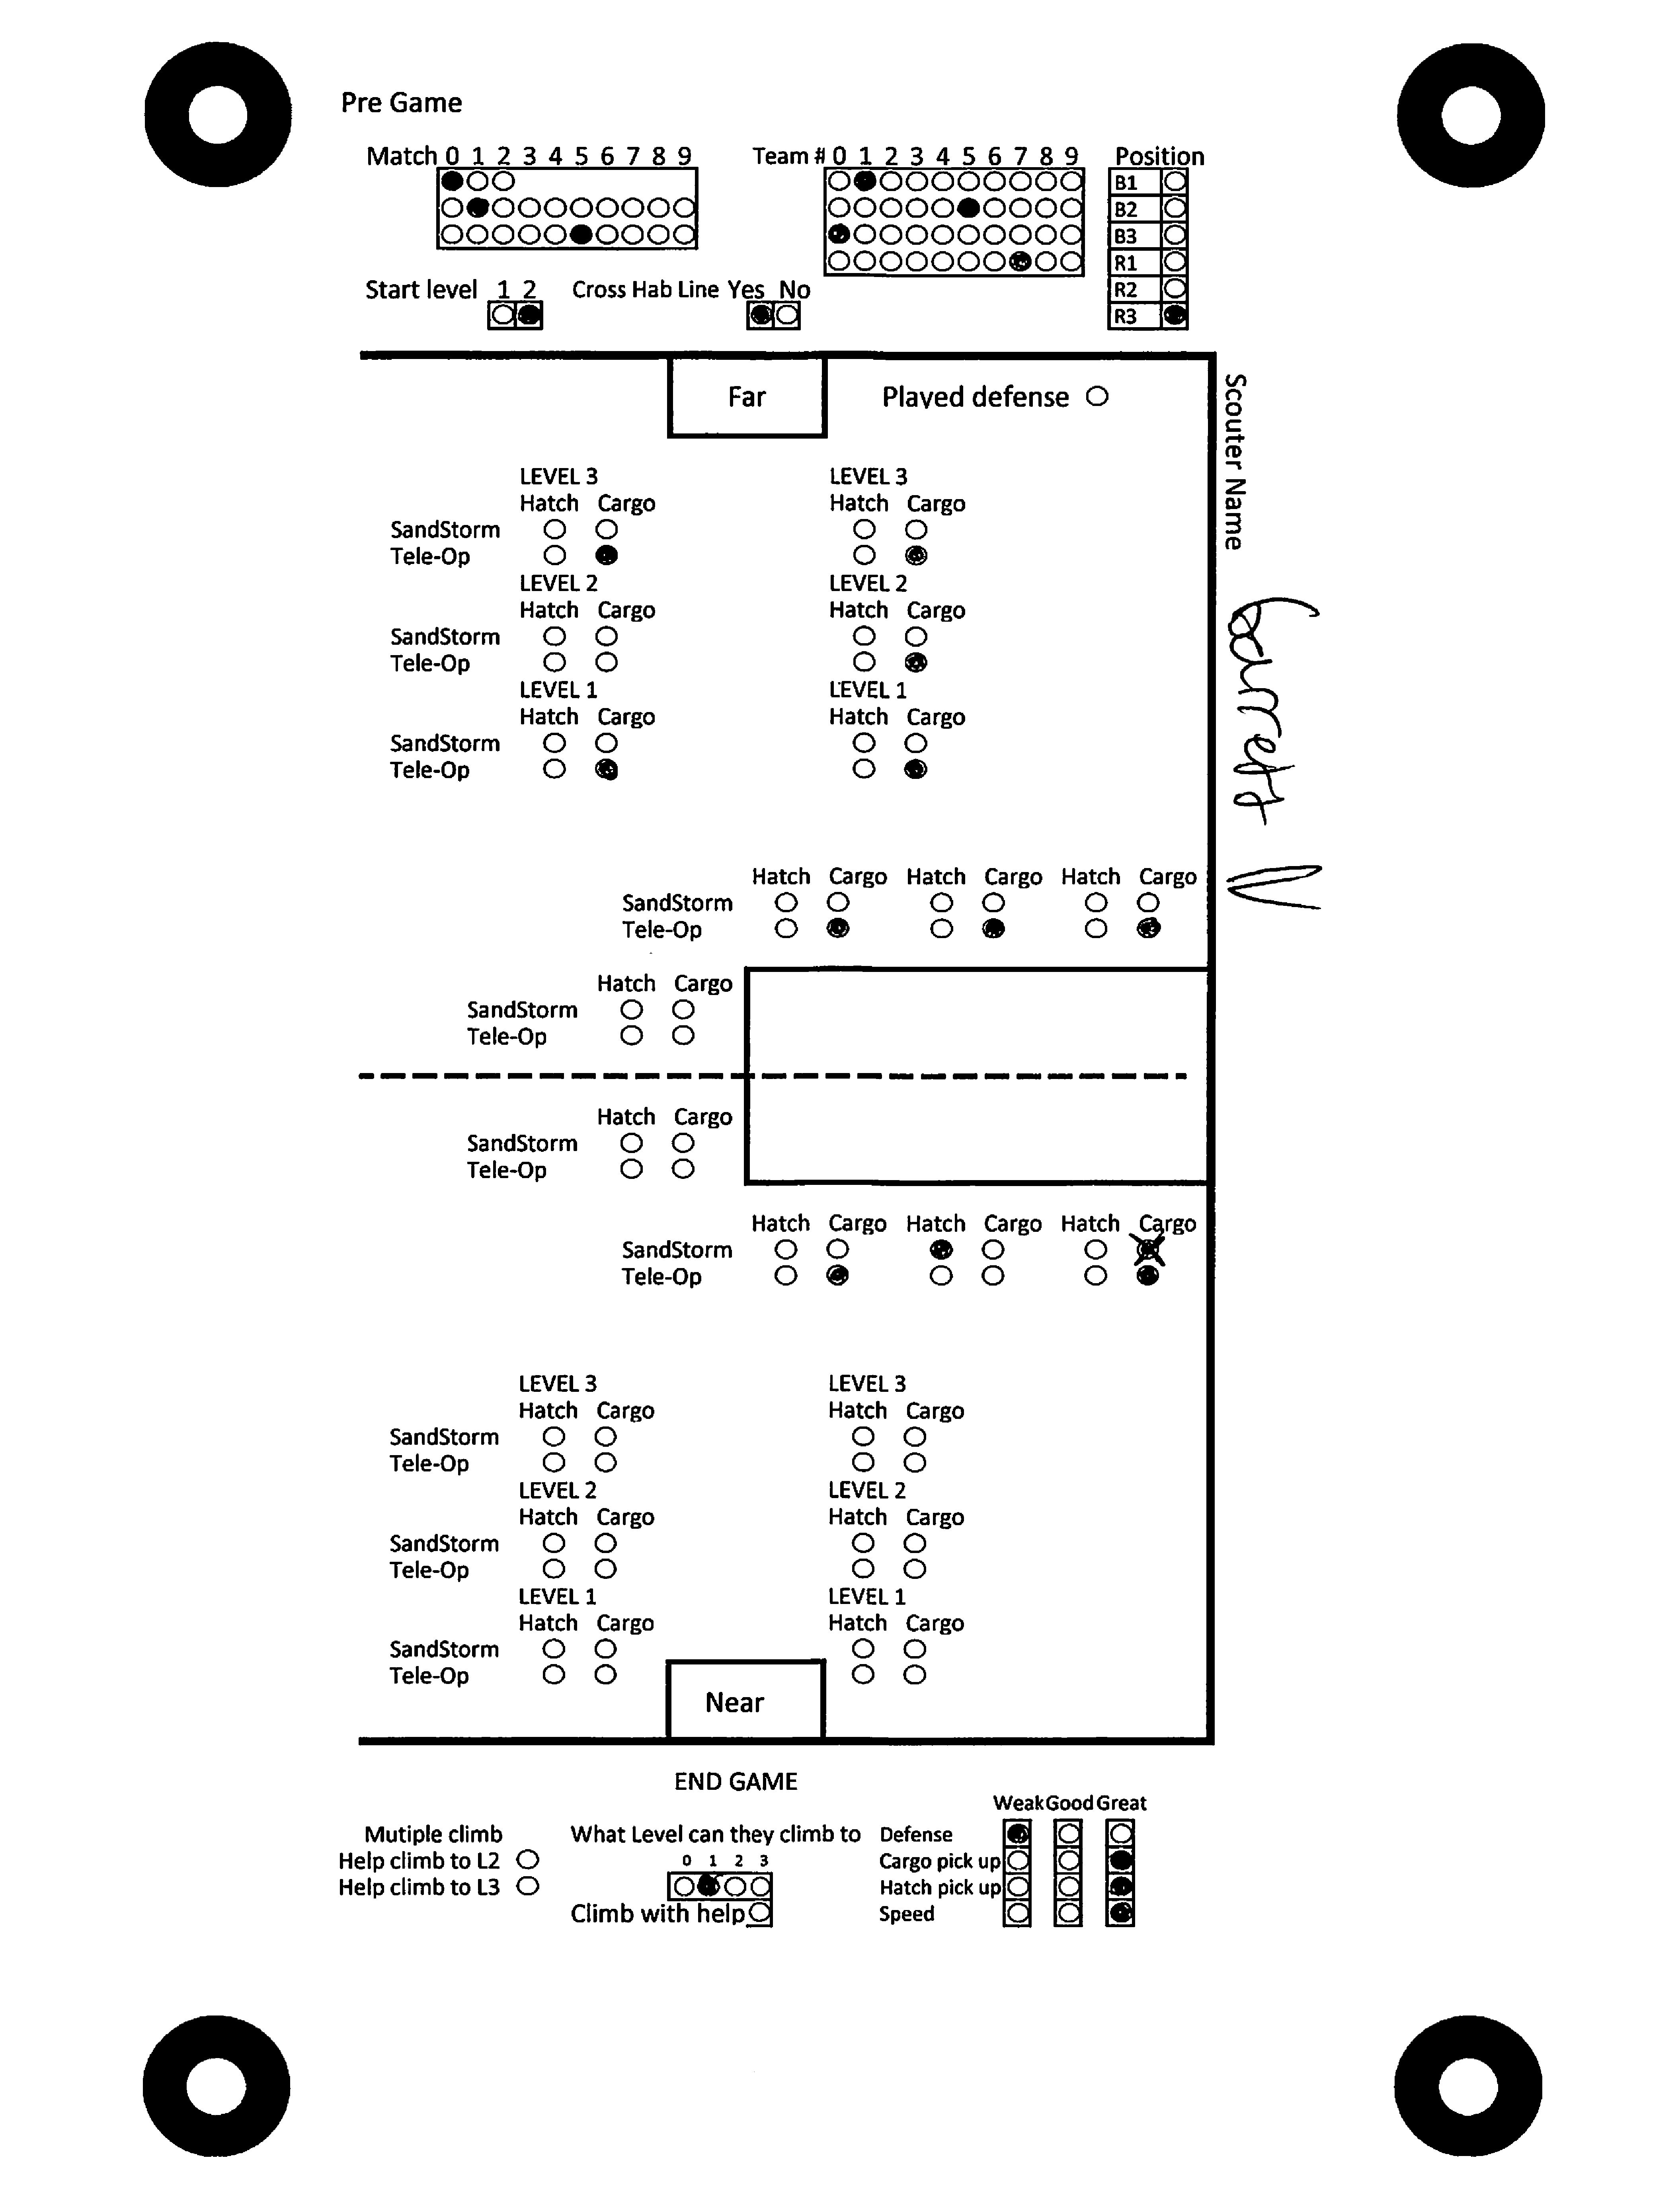 Pre Game
Match 0 1 2 3 4 5 6 7 8 9
Team # 0 1 2 3 4 5 6 7 8 9
Position
B1
B2
B3
R1
R2
R3
Start level 1 2
Cross Hab Line Yes No
Far
Played defense
Scouter Name
Garrett V
LEVEL 3 LEVEL 3
Hatch Cargo Hatch Cargo
SandStorm
Tele-Op
LEVEL 2 LEVEL 2
Hatch Cargo Hatch Cargo
SandStorm
Tele-Op
LEVEL 1 LEVEL 1
Hatch Cargo Hatch Cargo
SandStorm
Tele-Op
Hatch Cargo Hatch Cargo Hatch Cargo
SandStorm
Tele-Op
Hatch Cargo
SandStorm
Tele-Op
Hatch Cargo
SandStorm
Tele-Op
Hatch Cargo Hatch Cargo Hatch Cargo
SandStorm
Tele-Op
LEVEL 3 LEVEL 3
Hatch Cargo Hatch Cargo
SandStorm
Tele-Op
LEVEL 2 LEVEL 2
Hatch Cargo Hatch Cargo
SandStorm
Tele-Op
LEVEL 1 LEVEL 1
Hatch Cargo Hatch Cargo
SandStorm
Tele-Op
Near
END GAME
Mutiple climb
Help climb to L2
Help climb to L3
What Level can they climb to
0 1 2 3
Climb with help
Weak Good Great
Defense
Cargo pick up
Hatch pick up
Speed